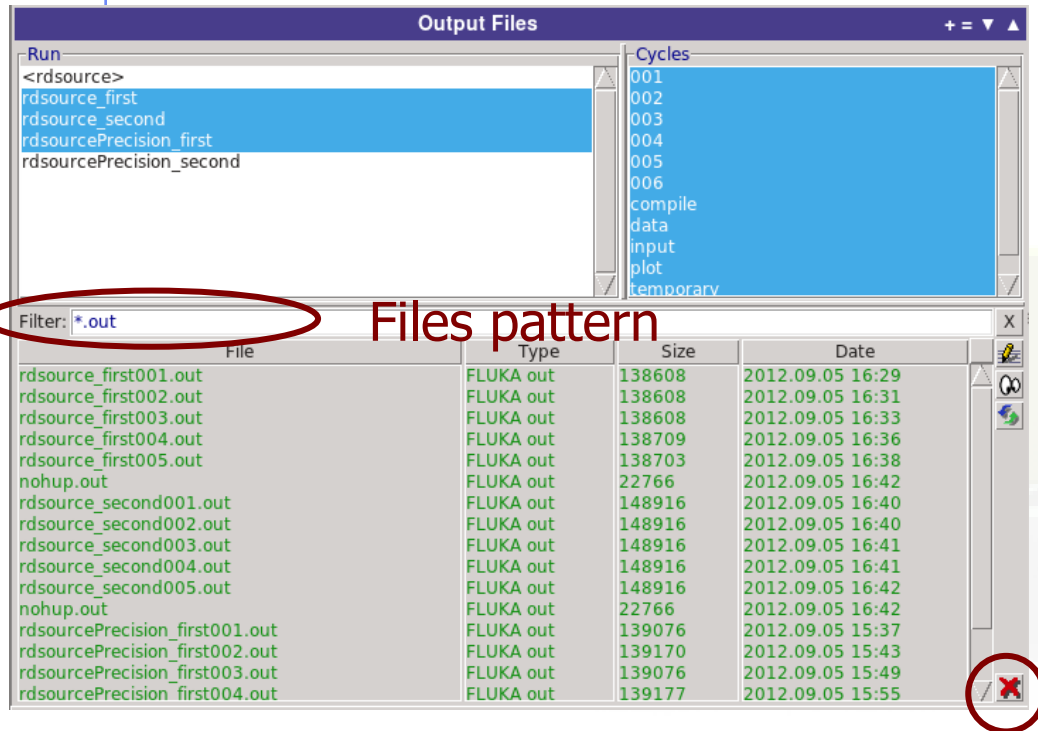 Output Files
+ = ▼ ▲
Run
<rdsource>
rdsource_first
rdsource_second
rdsourcePrecision_first
rdsourcePrecision_second
Cycles
001
002
003
004
005
006
compile
data
input
plot
temporary
Filter: *.out
Files pattern
X
File Type Size Date
rdsource_first001.out FLUKA out 138608 2012.09.05 16:29
rdsource_first002.out FLUKA out 138608 2012.09.05 16:31
rdsource_first003.out FLUKA out 138608 2012.09.05 16:33
rdsource_first004.out FLUKA out 138709 2012.09.05 16:36
rdsource_first005.out FLUKA out 138703 2012.09.05 16:38
nohup.out FLUKA out 22766 2012.09.05 16:42
rdsource_second001.out FLUKA out 148916 2012.09.05 16:40
rdsource_second002.out FLUKA out 148916 2012.09.05 16:40
rdsource_second003.out FLUKA out 148916 2012.09.05 16:41
rdsource_second004.out FLUKA out 148916 2012.09.05 16:41
rdsource_second005.out FLUKA out 148916 2012.09.05 16:42
nohup.out FLUKA out 22766 2012.09.05 16:42
rdsourcePrecision_first001.out FLUKA out 139076 2012.09.05 15:37
rdsourcePrecision_first002.out FLUKA out 139170 2012.09.05 15:43
rdsourcePrecision_first003.out FLUKA out 139076 2012.09.05 15:49
rdsourcePrecision_first004.out FLUKA out 139177 2012.09.05 15:55